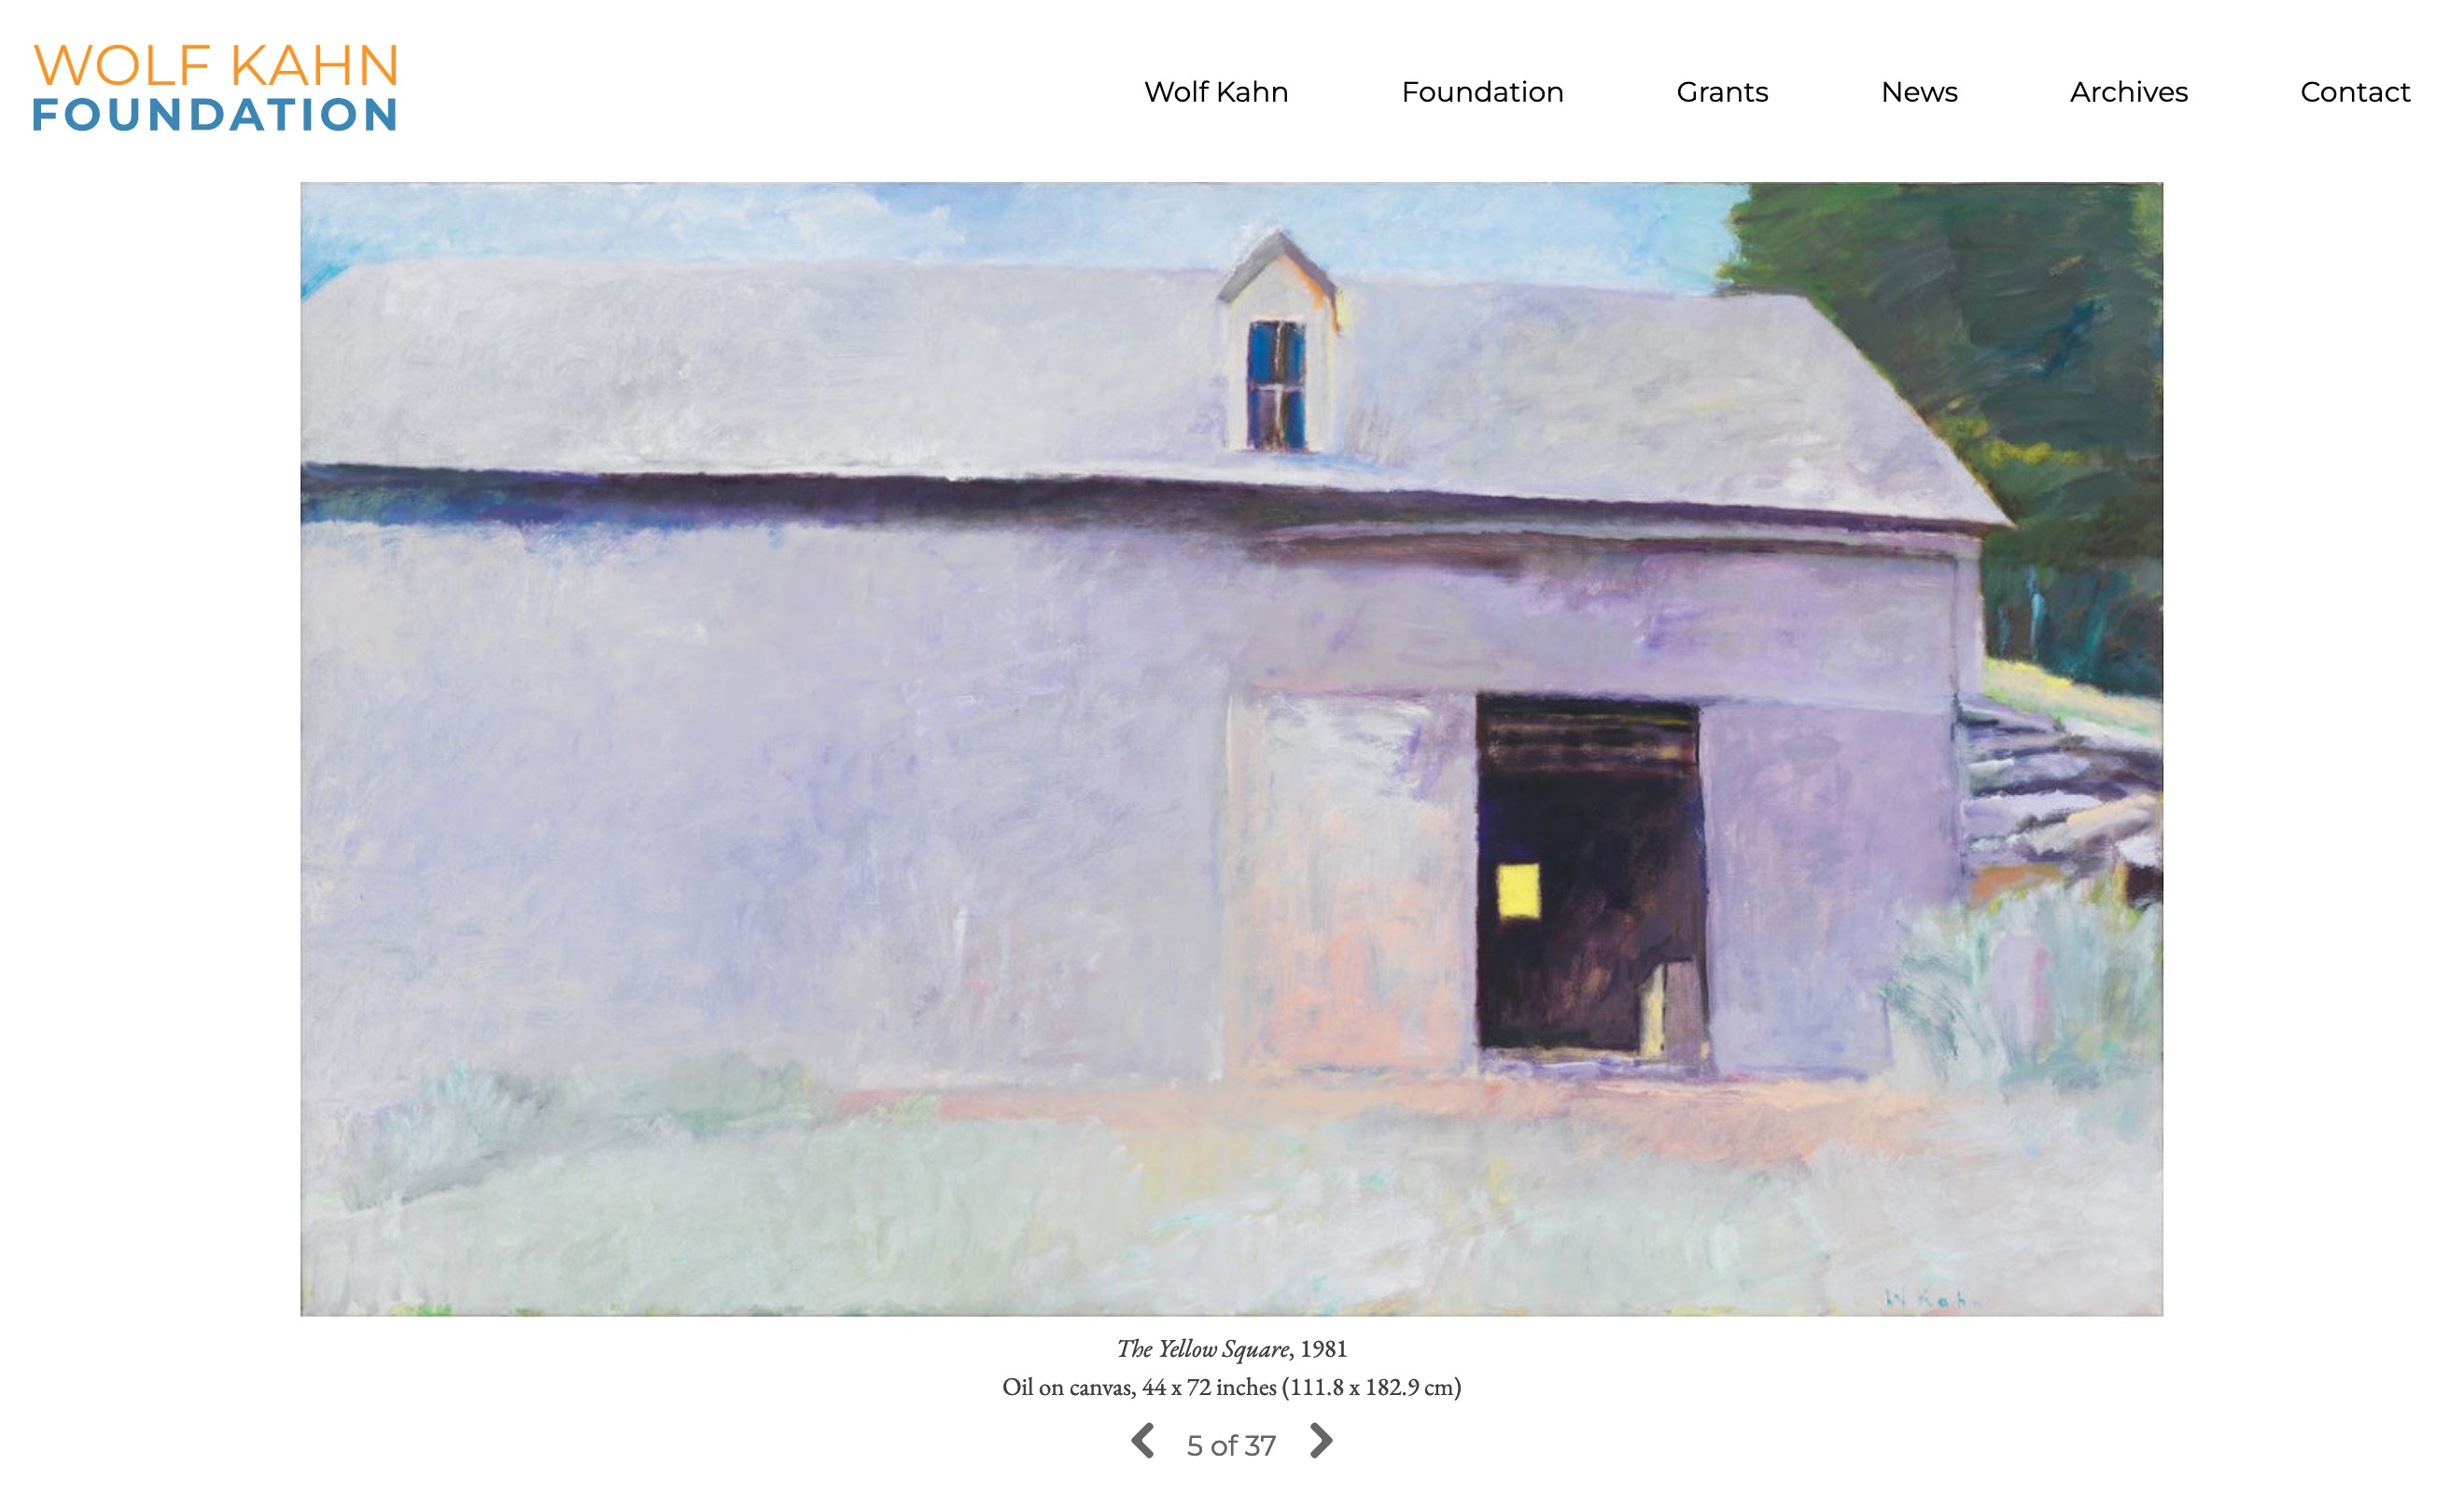 WOLF KAHN
FOUNDATION
Wolf Kahn Foundation Grants News Archives Contact
W Kahn
The Yellow Square, 1981
Oil on canvas, 44 x 72 inches (111.8 x 182.9 cm)
5 of 37